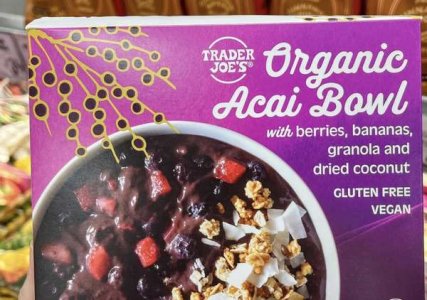 TRADER JOE'S®
Organic
Acai Bowl
with berries, bananas,
granola and
dried coconut
GLUTEN FREE
VEGAN